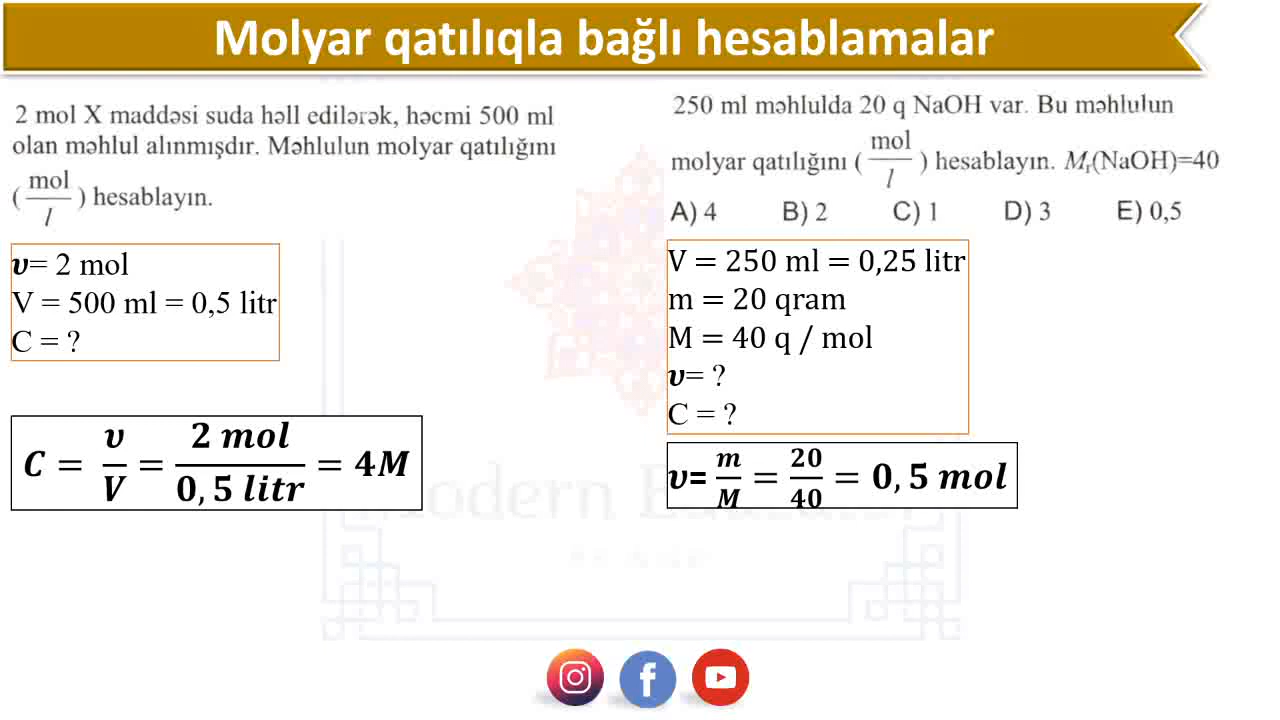 Molyar qatılıqla bağlı hesablamalar
2 mol X maddəsi suda həll edilərək, həcmi 500 ml
olan məhlul alınmışdır. Məhlulun molyar qatılığını
(mol/l) hesablayın.
υ= 2 mol
V = 500 ml = 0,5 litr
C = ?
C = υ/V = 2 mol/0,5 litr = 4M
250 ml məhlulda 20 q NaOH var. Bu məhlulun
molyar qatılığını (mol/l) hesablayın. Mr(NaOH)=40
A) 4 B) 2 C) 1 D) 3 E) 0,5
V = 250 ml = 0,25 litr
m = 20 qram
M = 40 q / mol
υ= ?
C = ?
υ= m/M = 20/40 = 0,5 mol